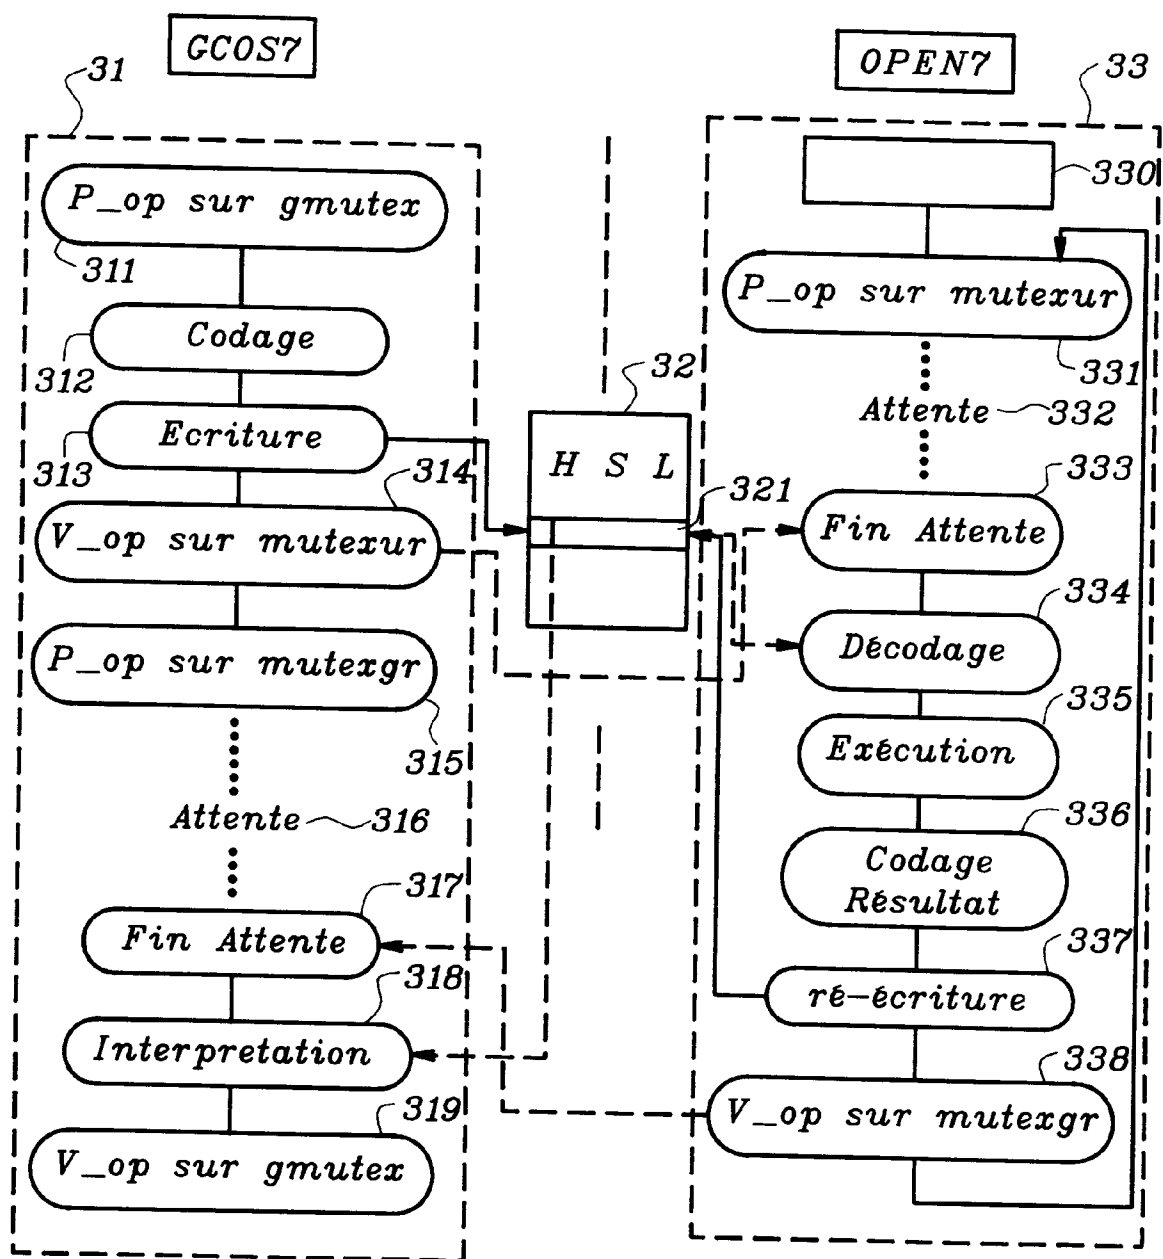 GCOS7
31
P_op sur gmutex
311
Codage
312
Ecriture
313
314
V_op sur mutexur
P_op sur mutexgr
315
Attente 316
317
Fin Attente
318
Interpretation
319
V_op sur gmutex
32
H S L
321
OPEN7
33
330
P_op sur mutexur
331
Attente 332
333
Fin Attente
334
Décodage
335
Exécution
336
Codage
Résultat
337
ré-écriture
338
V_op sur mutexgr